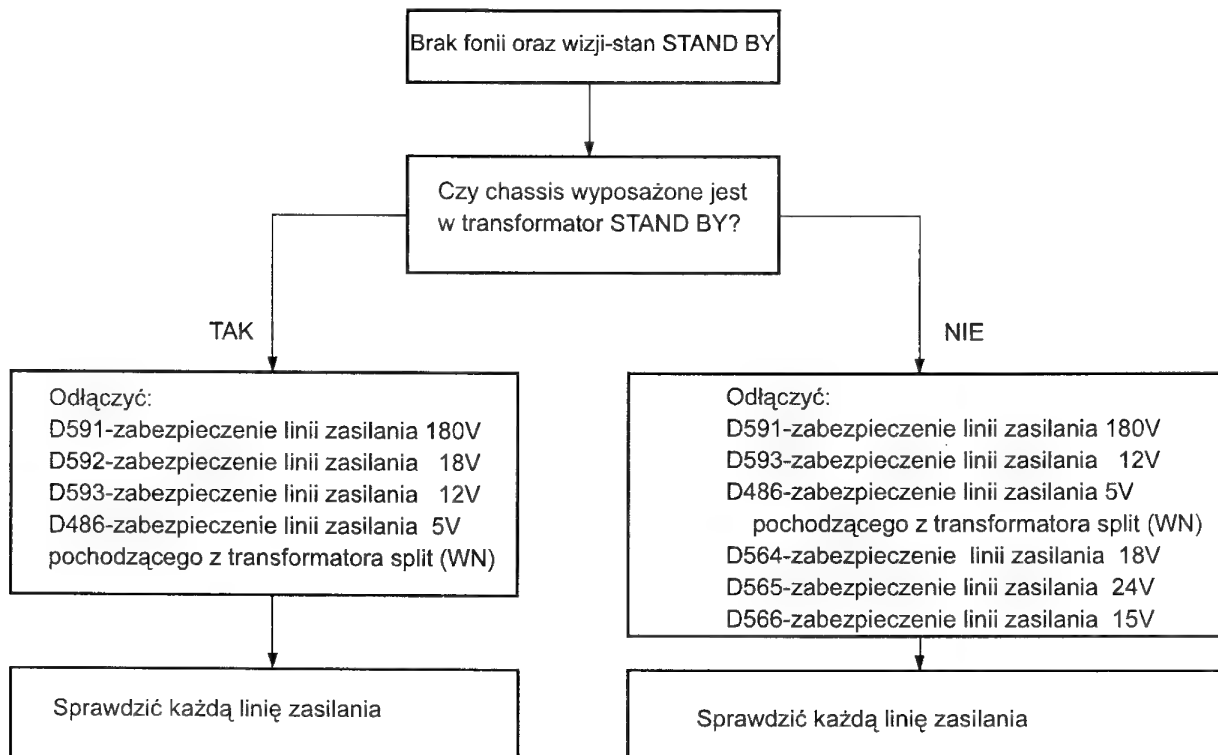 Brak fonii oraz wizji-stan STAND BY
Czy chassis wyposażone jest
w transformator STAND BY?
TAK
NIE
Odłączyć:
D591-zabezpieczenie linii zasilania 180V
D592-zabezpieczenie linii zasilania 18V
D593-zabezpieczenie linii zasilania 12V
D486-zabezpieczenie linii zasilania 5V
pochodzącego z transformatora split (WN)
Odłączyć:
D591-zabezpieczenie linii zasilania 180V
D593-zabezpieczenie linii zasilania 12V
D486-zabezpieczenie linii zasilania 5V
pochodzącego z transformatora split (WN)
D564-zabezpieczenie linii zasilania 18V
D565-zabezpieczenie linii zasilania 24V
D566-zabezpieczenie linii zasilania 15V
Sprawdzić każdą linię zasilania
Sprawdzić każdą linię zasilania